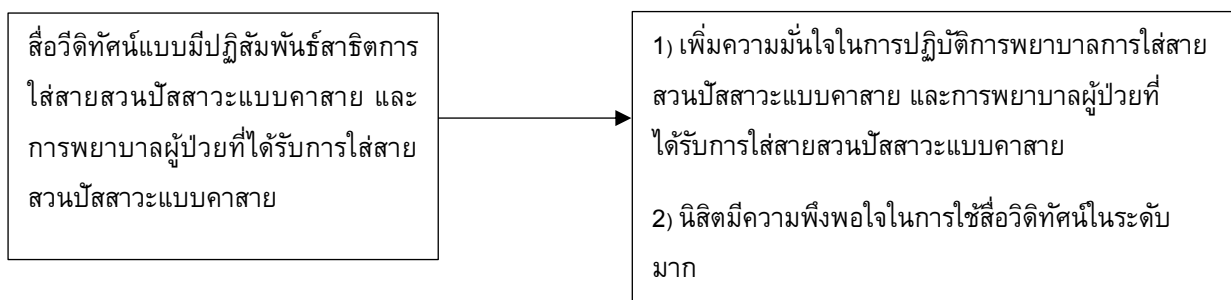 สื่อวีดิทัศน์แบบมีปฏิสัมพันธ์สาธิตการ
ใส่สายสวนปัสสาวะแบบคาสาย และ
การพยาบาลผู้ป่วยที่ได้รับการใส่สาย
สวนปัสสาวะแบบคาสาย
1) เพิ่มความมั่นใจในการปฏิบัติการพยาบาลการใส่สาย
สวนปัสสาวะแบบคาสาย และการพยาบาลผู้ป่วยที่
ได้รับการใส่สายสวนปัสสาวะแบบคาสาย
2) นิสิตมีความพึงพอใจในการใช้สื่อวิดิทัศน์ในระดับ
มาก